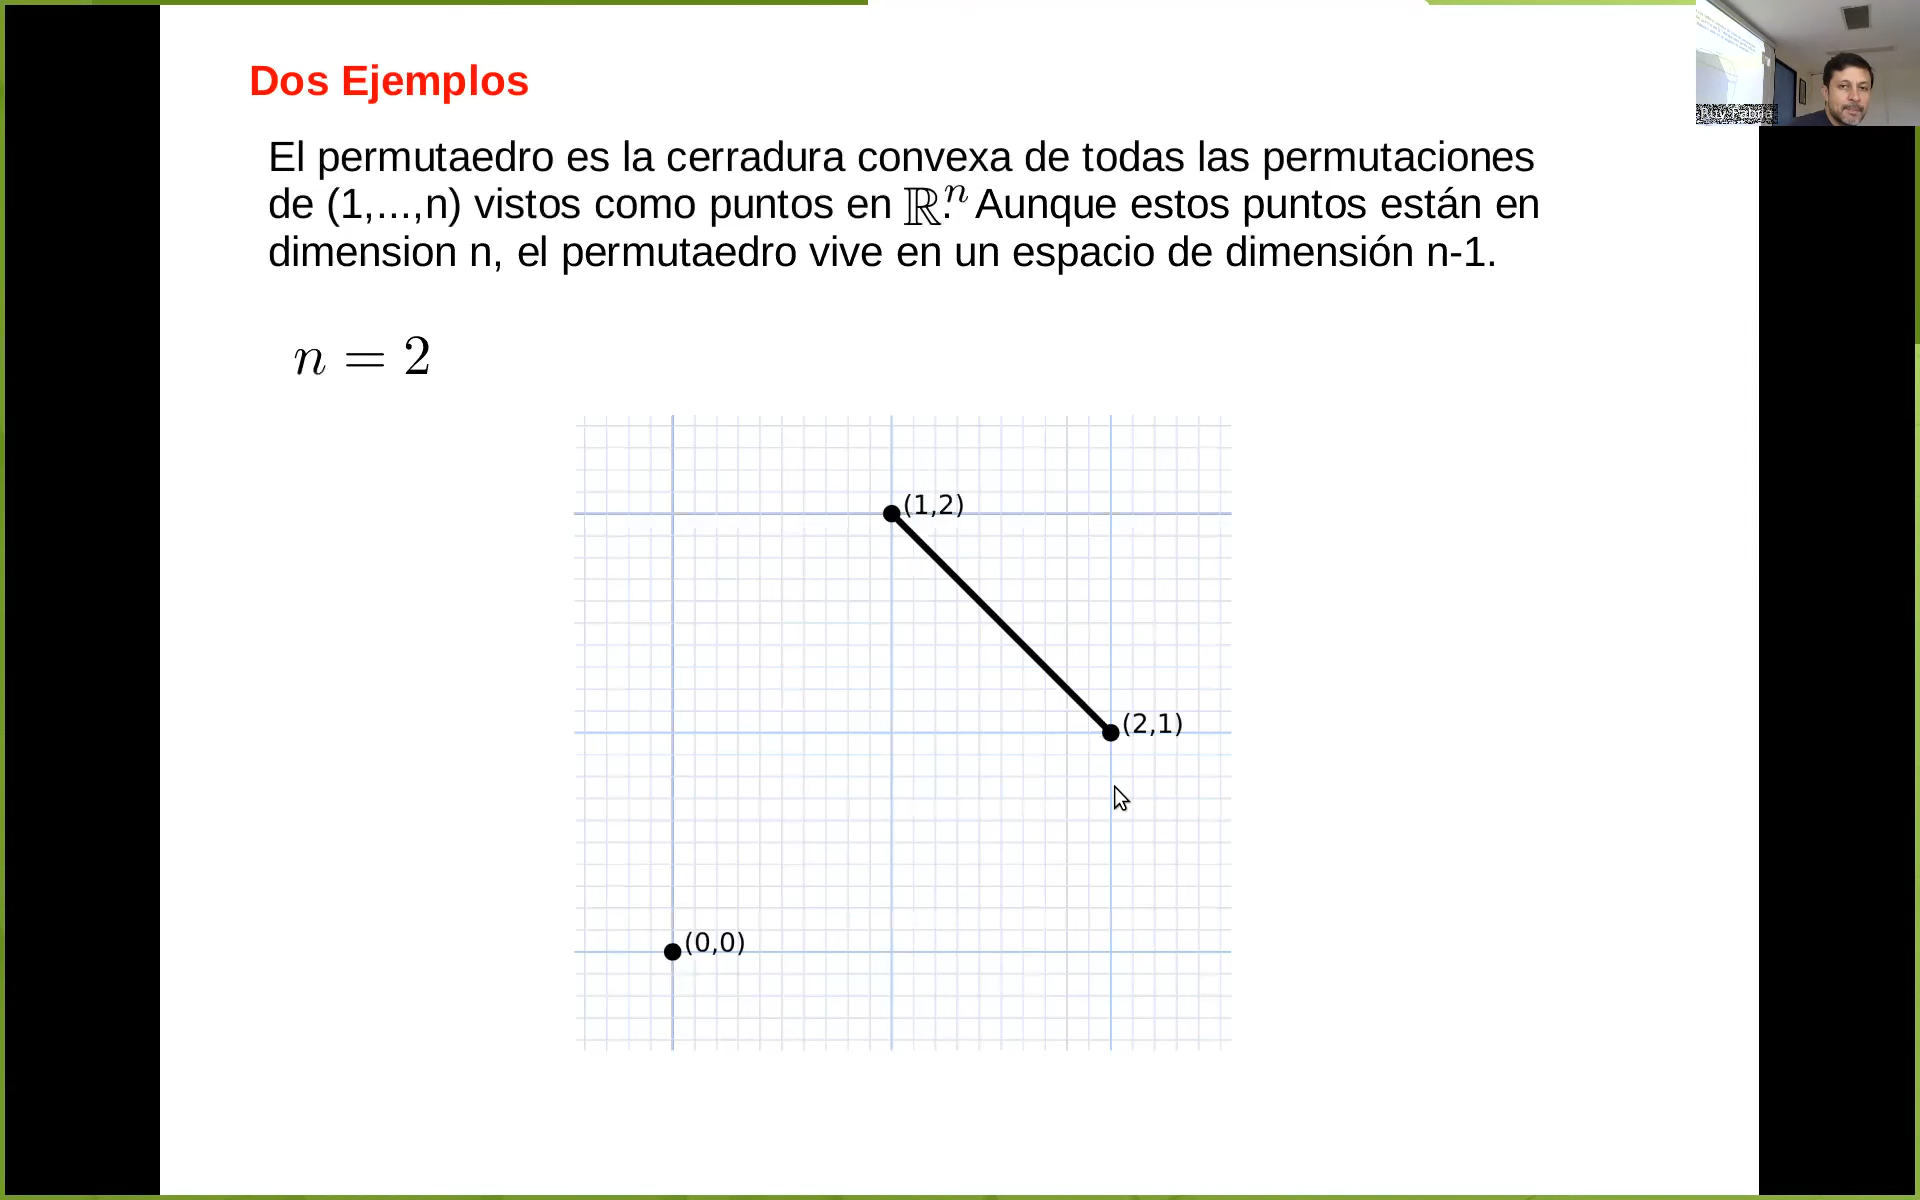 Dos Ejemplos
El permutaedro es la cerradura convexa de todas las permutaciones
de (1,...,n) vistos como puntos en ℝⁿ. Aunque estos puntos están en
dimension n, el permutaedro vive en un espacio de dimensión n-1.
n = 2
(1,2)
(2,1)
(0,0)